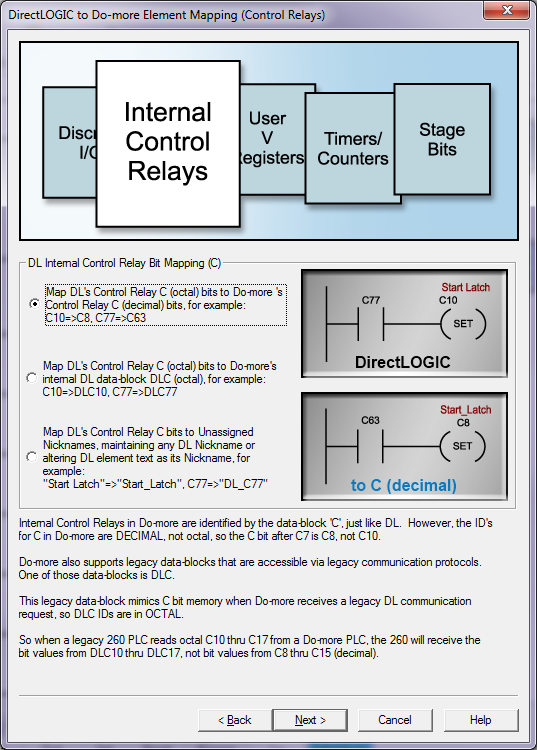 DirectLOGIC to Do-more Element Mapping (Control Relays)
Internal
Control
Relays
User
V
Registers
Timers/
Counters
Stage
Bits
DL Internal Control Relay Bit Mapping (C)
Map DL's Control Relay C (octal) bits to Do-more 's
Control Relay C (decimal) bits, for example:
C10=>C8, C77=>C63
Map DL's Control Relay C (octal) bits to Do-more's
internal DL data-block DLC (octal), for example:
C10=>DLC10, C77=>DLC77
Map DL's Control Relay C bits to Unassigned
Nicknames, maintaining any DL Nickname or
altering DL element text as its Nickname, for
example:
"Start Latch"=>"Start_Latch", C77=>"DL_C77"
Start Latch
C77 C10
SET
DirectLOGIC
Start_Latch
C63 C8
SET
to C (decimal)
Internal Control Relays in Do-more are identified by the data-block 'C', just like DL. However, the ID's
for C in Do-more are DECIMAL, not octal, so the C bit after C7 is C8, not C10.
Do-more also supports legacy data-blocks that are accessible via legacy communication protocols.
One of those data-blocks is DLC.
This legacy data-block mimics C bit memory when Do-more receives a legacy DL communication
request, so DLC IDs are in OCTAL.
So when a legacy 260 PLC reads octal C10 thru C17 from a Do-more PLC, the 260 will receive the
bit values from DLC10 thru DLC17, not bit values from C8 thru C15 (decimal).
< Back
Next >
Cancel
Help